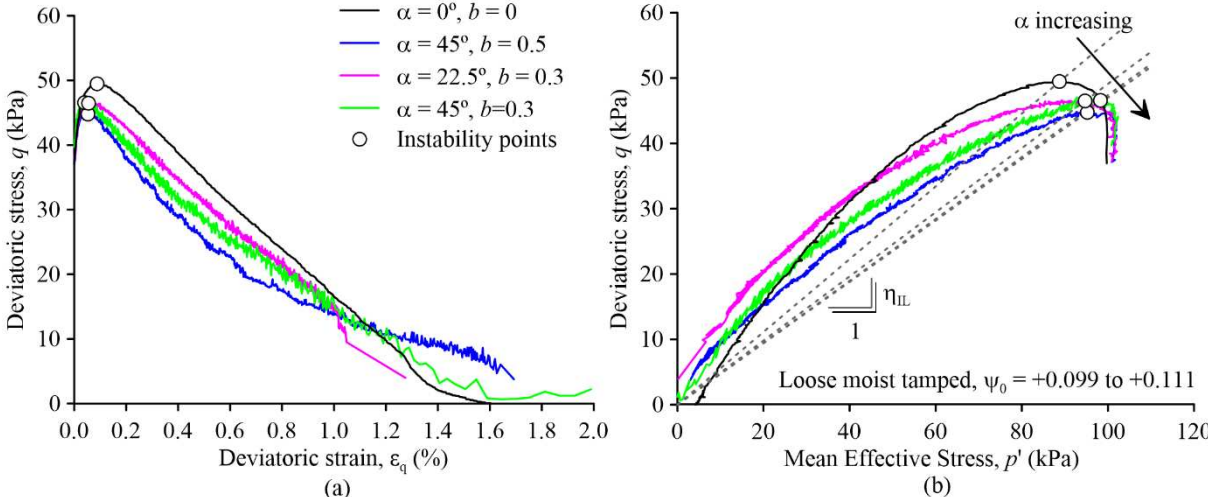 60
50
40
30
20
10
0
Deviatoric stress, q (kPa)
α = 0º, b = 0
α = 45º, b = 0.5
α = 22.5º, b = 0.3
α = 45º, b=0.3
Instability points
0.0 0.2 0.4 0.6 0.8 1.0 1.2 1.4 1.6 1.8 2.0
Deviatoric strain, εq (%)
(a)
60
50
40
30
20
10
0
Deviatoric stress, q (kPa)
α increasing
ηIL
1
Loose moist tamped, ψ0 = +0.099 to +0.111
0 20 40 60 80 100 120
Mean Effective Stress, p' (kPa)
(b)